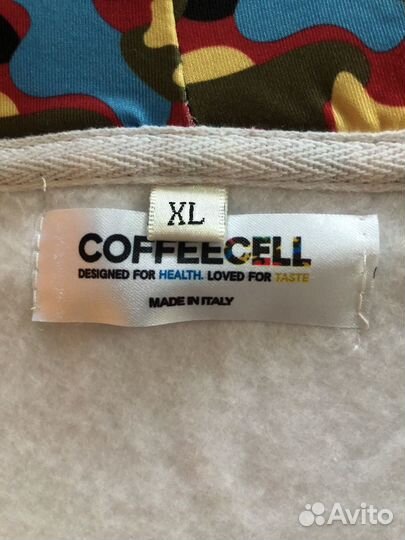 XL
COFFEECELL
DESIGNED FOR HEALTH. LOVED FOR TASTE
MADE IN ITALY
Avito